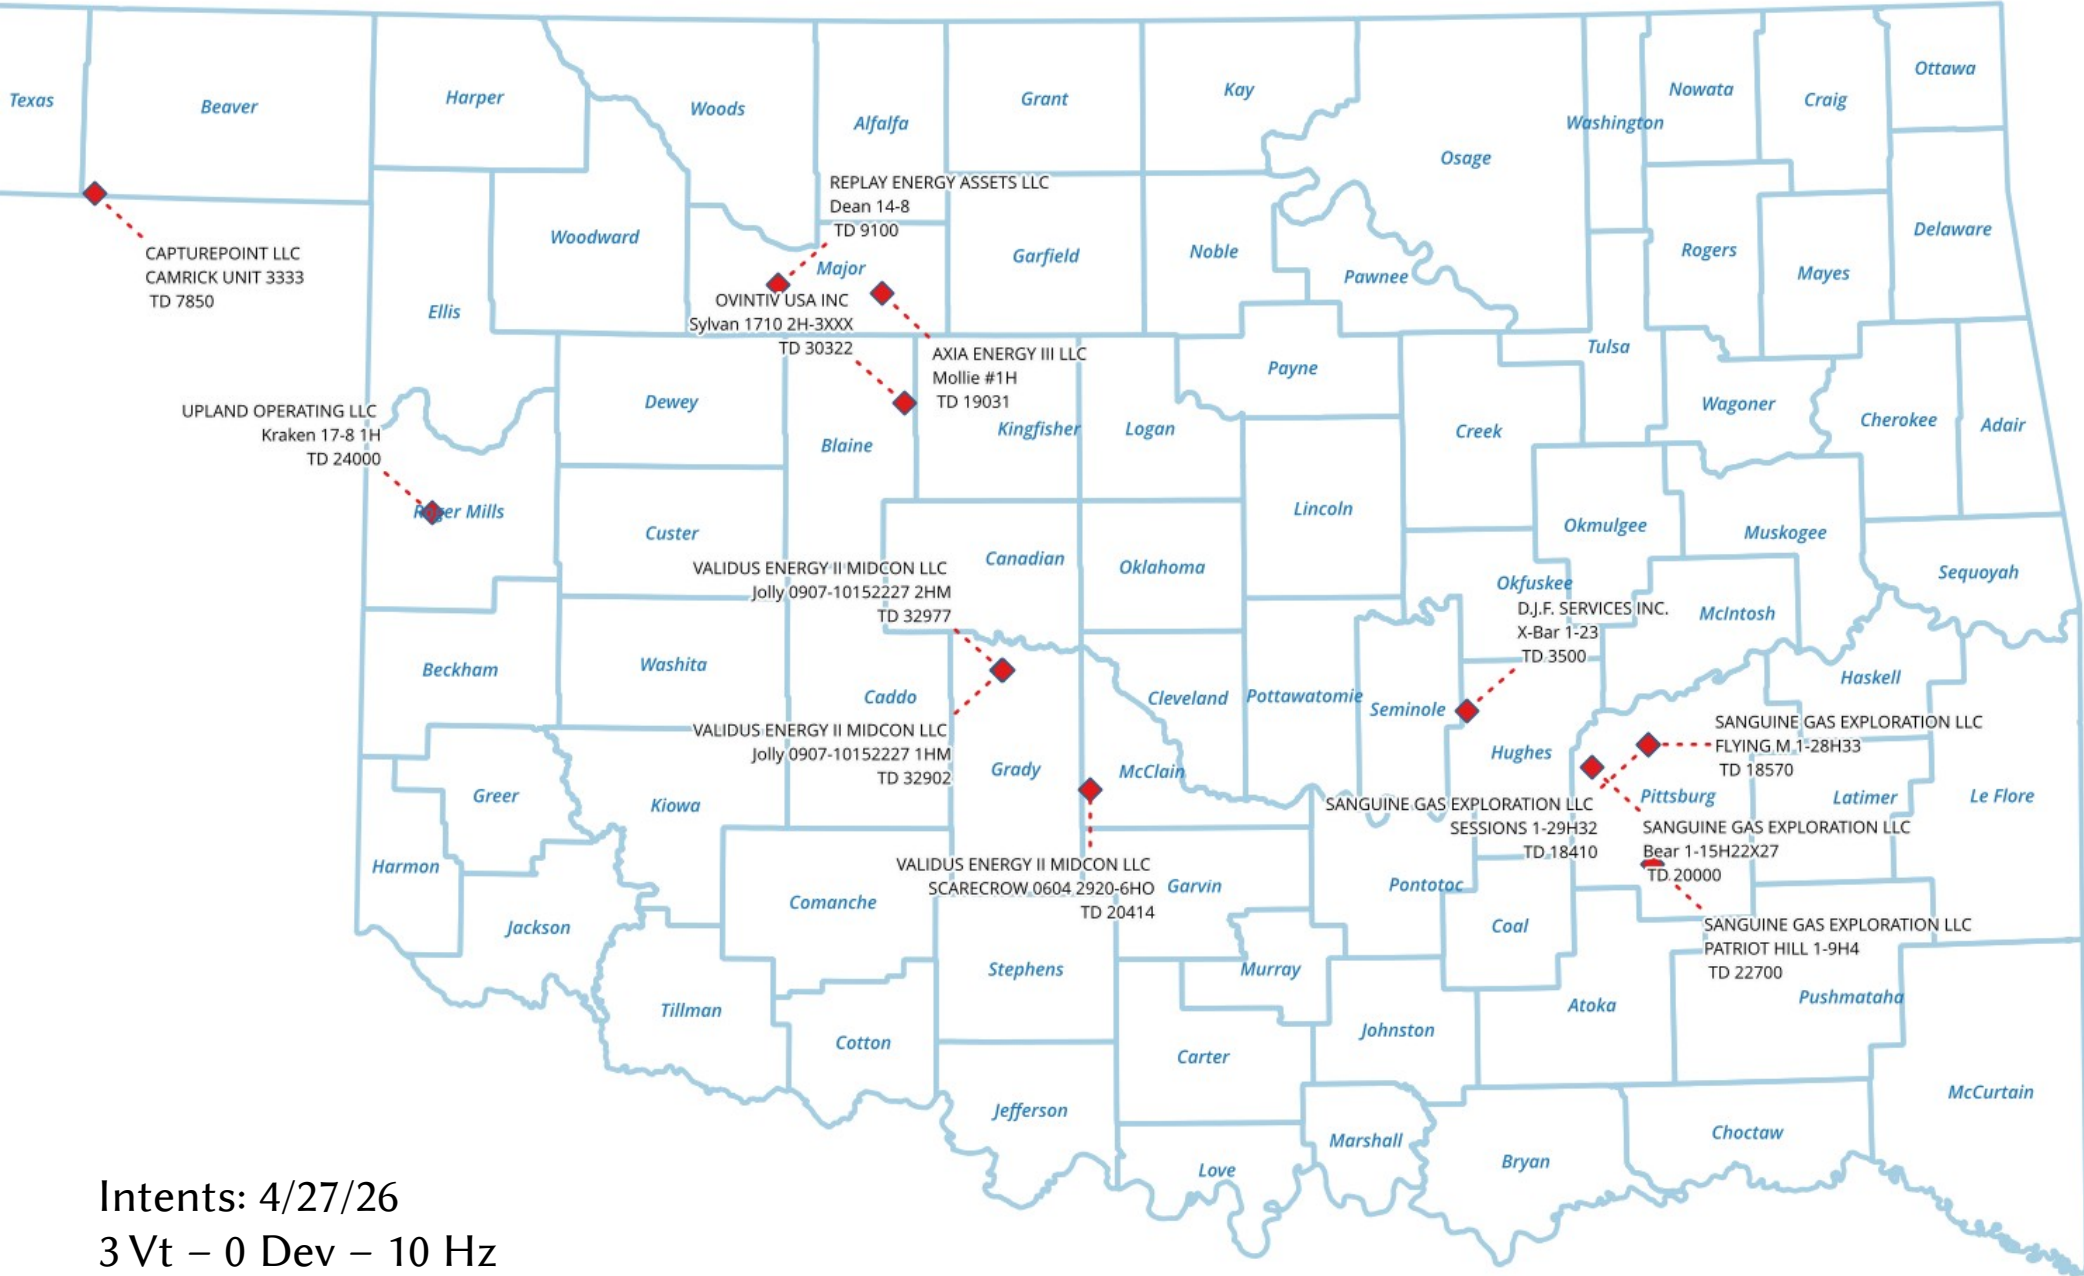 Texas
Beaver
Harper
Woods
Alfalfa
Grant
Kay
Osage
Washington
Nowata
Craig
Ottawa
Delaware
Mayes
Rogers
Pawnee
Noble
Garfield
Major
Woodward
Ellis
REPLAY ENERGY ASSETS LLC
Dean 14-8
TD 9100
CAPTUREPOINT LLC
CAMRICK UNIT 3333
TD 7850
OVINTIV USA INC
Sylvan 1710 2H-3XXX
TD 30322
AXIA ENERGY III LLC
Mollie #1H
TD 19031
Dewey
Blaine
Kingfisher
Logan
Payne
Creek
Tulsa
Wagoner
Cherokee
Adair
UPLAND OPERATING LLC
Kraken 17-8 1H
TD 24000
Roger Mills
Custer
Canadian
Oklahoma
Lincoln
Okmulgee
Muskogee
Sequoyah
Okfuskee
McIntosh
VALIDUS ENERGY II MIDCON LLC
Jolly 0907-10152227 2HM
TD 32977
D.J.F. SERVICES INC.
X-Bar 1-23
TD 3500
Beckham
Washita
Caddo
Cleveland
Pottawatomie
Seminole
Hughes
Haskell
VALIDUS ENERGY II MIDCON LLC
Jolly 0907-10152227 1HM
TD 32902
SANGUINE GAS EXPLORATION LLC
FLYING M 1-28H33
TD 18570
Greer
Kiowa
Grady
McClain
Pittsburg
Latimer
Le Flore
SANGUINE GAS EXPLORATION LLC
SESSIONS 1-29H32
TD 18410
SANGUINE GAS EXPLORATION LLC
Bear 1-15H22X27
TD 20000
Harmon
Jackson
Comanche
VALIDUS ENERGY II MIDCON LLC
SCARECROW 0604 2920-6HO
TD 20414
Garvin
Pontotoc
Coal
SANGUINE GAS EXPLORATION LLC
PATRIOT HILL 1-9H4
TD 22700
Tillman
Stephens
Murray
Atoka
Pushmataha
Cotton
Carter
Johnston
McCurtain
Jefferson
Love
Marshall
Bryan
Choctaw
Intents: 4/27/26
3 Vt – 0 Dev – 10 Hz